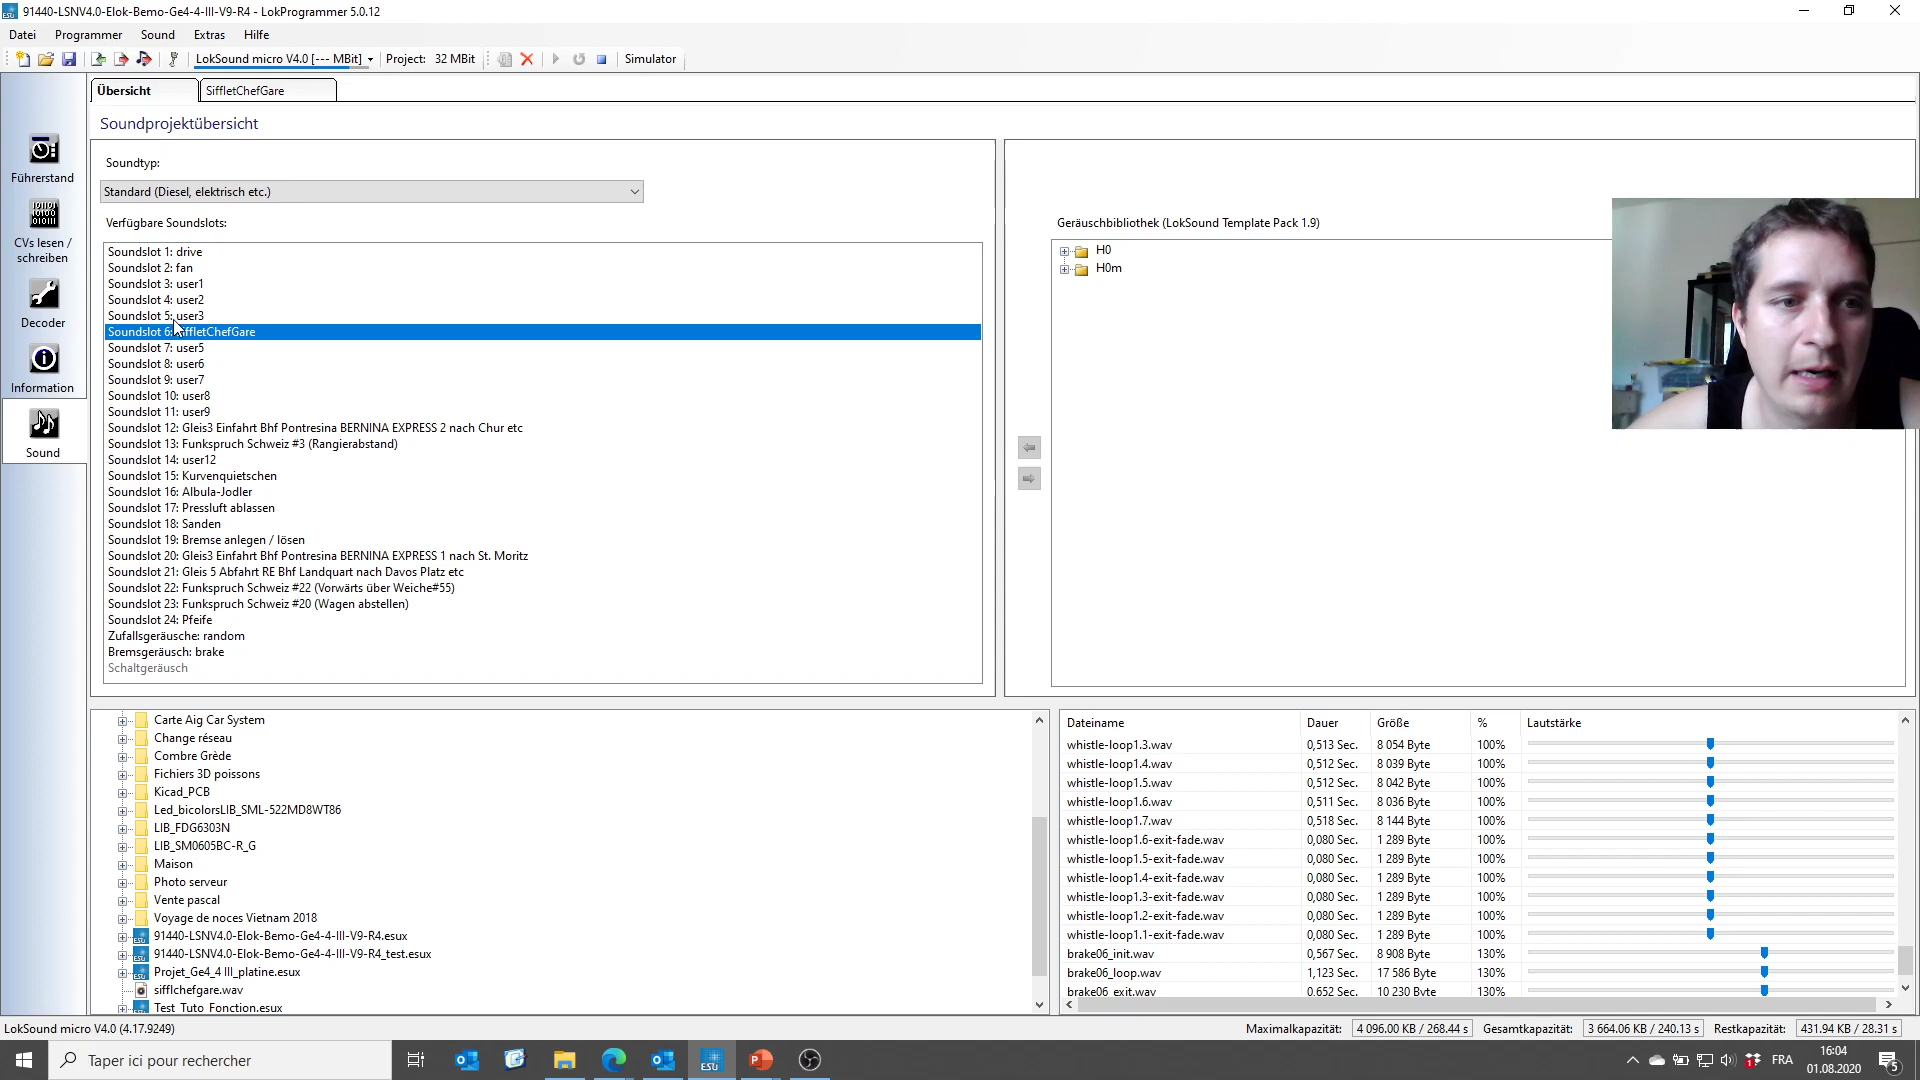 91440-LSNV4.0-Elok-Bemo-Ge4-4-III-V9-R4 - LokProgrammer 5.0.12
Datei Programmer Sound Extras Hilfe
LokSound micro V4.0 [--- MBit] Project: 32 MBit Simulator
Übersicht SiffletChefGare
Soundprojektübersicht
Soundtyp:
Standard (Diesel, elektrisch etc.)
Verfügbare Soundslots:
Soundslot 1: drive
Soundslot 2: fan
Soundslot 3: user1
Soundslot 4: user2
Soundslot 5: user3
Soundslot 6: SiffletChefGare
Soundslot 7: user5
Soundslot 8: user6
Soundslot 9: user7
Soundslot 10: user8
Soundslot 11: user9
Soundslot 12: Gleis3 Einfahrt Bhf Pontresina BERNINA EXPRESS 2 nach Chur etc
Soundslot 13: Funkspruch Schweiz #3 (Rangierabstand)
Soundslot 14: user12
Soundslot 15: Kurvenquietschen
Soundslot 16: Albula-Jodler
Soundslot 17: Pressluft ablassen
Soundslot 18: Sanden
Soundslot 19: Bremse anlegen / lösen
Soundslot 20: Gleis3 Einfahrt Bhf Pontresina BERNINA EXPRESS 1 nach St. Moritz
Soundslot 21: Gleis 5 Abfahrt RE Bhf Landquart nach Davos Platz etc
Soundslot 22: Funkspruch Schweiz #22 (Vorwärts über Weiche#55)
Soundslot 23: Funkspruch Schweiz #20 (Wagen abstellen)
Soundslot 24: Pfeife
Zufallsgeräusche: random
Bremsgeräusch: brake
Schaltgeräusch
Geräuschbibliothek (LokSound Template Pack 1.9)
H0
H0m
Führerstand
CVs lesen /
schreiben
Decoder
Information
Sound
Carte Aig Car System
Change réseau
Combre Grède
Fichiers 3D poissons
Kicad_PCB
Led_bicolorsLIB_SML-522MD8WT86
LIB_FDG6303N
LIB_SM0605BC-R_G
Maison
Photo serveur
Vente pascal
Voyage de noces Vietnam 2018
91440-LSNV4.0-Elok-Bemo-Ge4-4-III-V9-R4.esux
91440-LSNV4.0-Elok-Bemo-Ge4-4-III-V9-R4_test.esux
Projet_Ge4_4 III_platine.esux
sifflchefgare.wav
Test_Tuto_Fonction.esux
Dateiname Dauer Größe % Lautstärke
whistle-loop1.3.wav 0,513 Sec. 8 054 Byte 100%
whistle-loop1.4.wav 0,512 Sec. 8 039 Byte 100%
whistle-loop1.5.wav 0,512 Sec. 8 042 Byte 100%
whistle-loop1.6.wav 0,511 Sec. 8 036 Byte 100%
whistle-loop1.7.wav 0,518 Sec. 8 144 Byte 100%
whistle-loop1.6-exit-fade.wav 0,080 Sec. 1 289 Byte 100%
whistle-loop1.5-exit-fade.wav 0,080 Sec. 1 289 Byte 100%
whistle-loop1.4-exit-fade.wav 0,080 Sec. 1 289 Byte 100%
whistle-loop1.3-exit-fade.wav 0,080 Sec. 1 289 Byte 100%
whistle-loop1.2-exit-fade.wav 0,080 Sec. 1 289 Byte 100%
whistle-loop1.1-exit-fade.wav 0,080 Sec. 1 289 Byte 100%
brake06_init.wav 0,567 Sec. 8 908 Byte 130%
brake06_loop.wav 1,123 Sec. 17 586 Byte 130%
brake06_exit.wav 0,652 Sec. 10 230 Byte 130%
LokSound micro V4.0 (4.17.9249) Maximalkapazität: 4 096.00 KB / 268.44 s Gesamtkapazität: 3 664.06 KB / 240.13 s Restkapazität: 431.94 KB / 28.31 s
Taper ici pour rechercher
ESU
FRA
16:04
01.08.2020
5